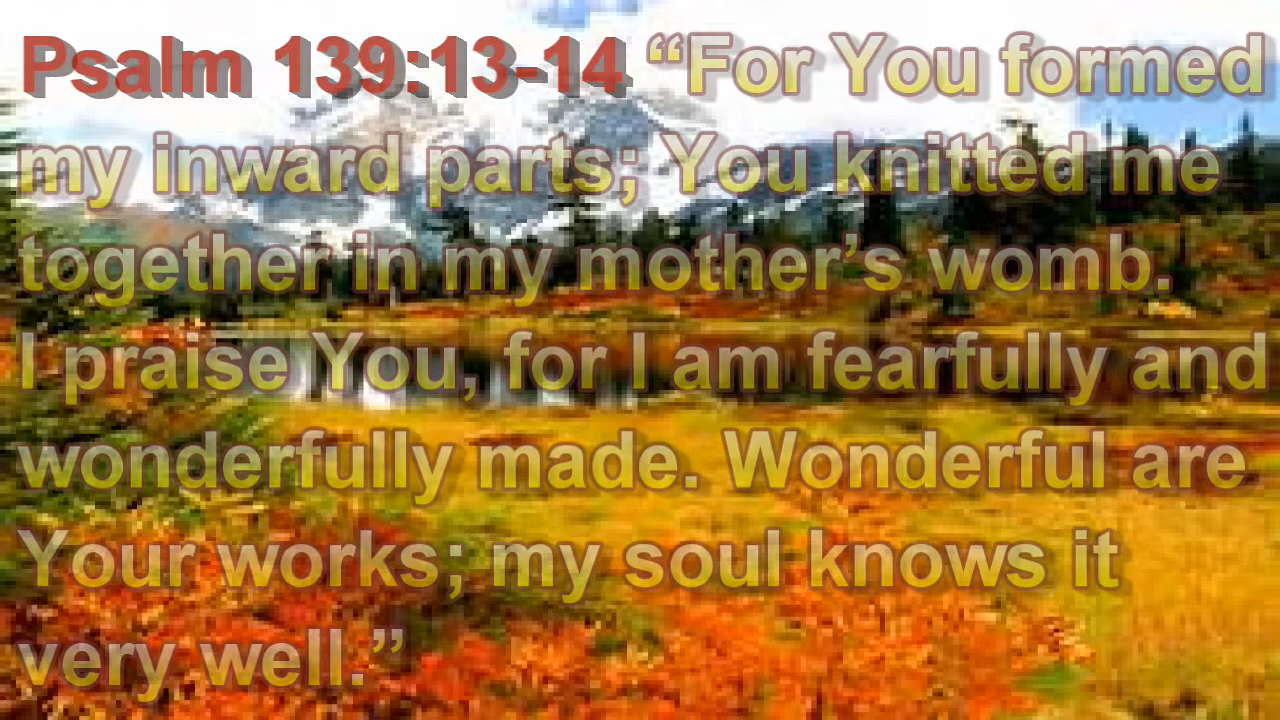 Psalm 139:13-14 “For You formed
my inward parts; You knitted me
together in my mother’s womb.
I praise You, for I am fearfully and
wonderfully made. Wonderful are
Your works; my soul knows it
very well.”